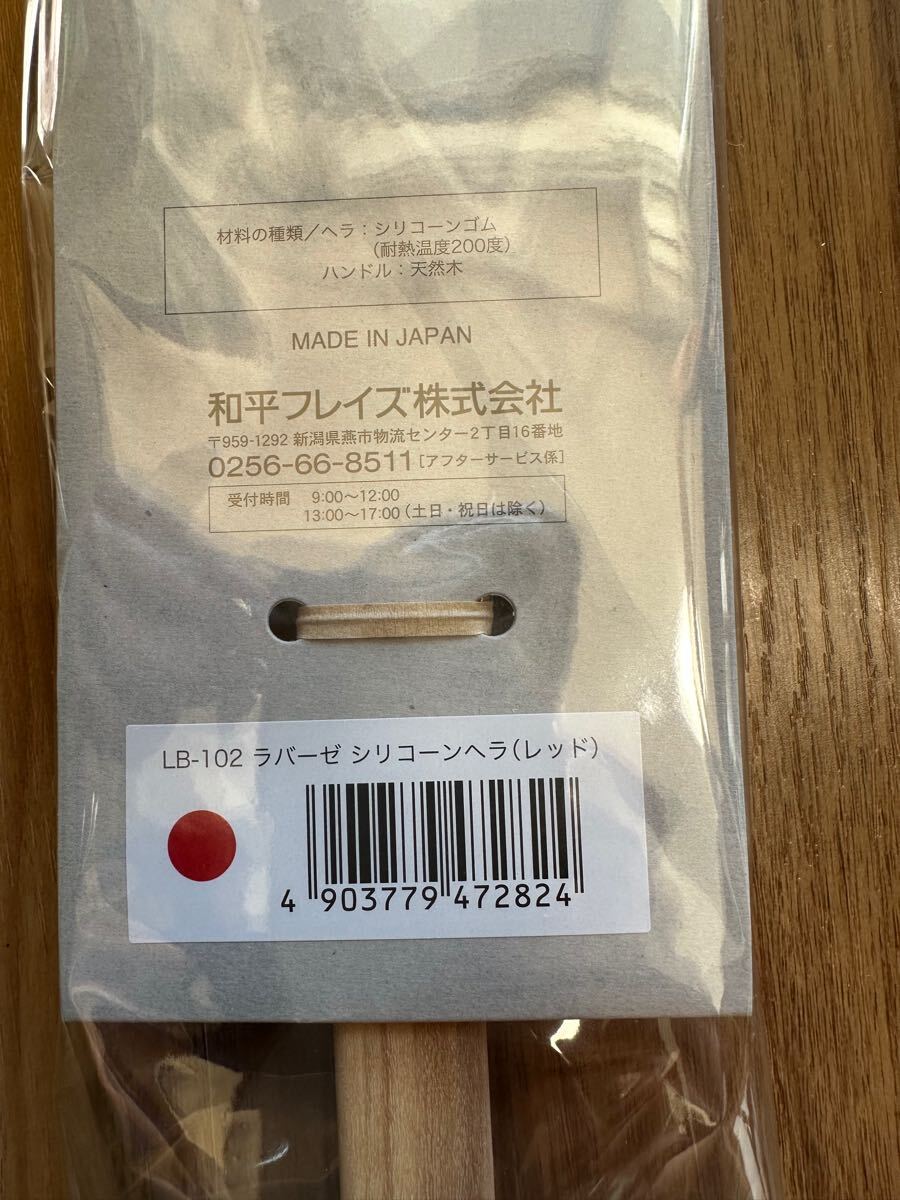 材料の種類／ヘラ：シリコーンゴム
（耐熱温度200度）
ハンドル：天然木
MADE IN JAPAN
和平フレイズ株式会社
〒959-1292 新潟県燕市物流センター2丁目16番地
0256-66-8511［アフターサービス係］
受付時間 9:00〜12:00
13:00〜17:00（土日・祝日は除く）
LB-102 ラバーゼ シリコーンヘラ（レッド）
4 903779 472824